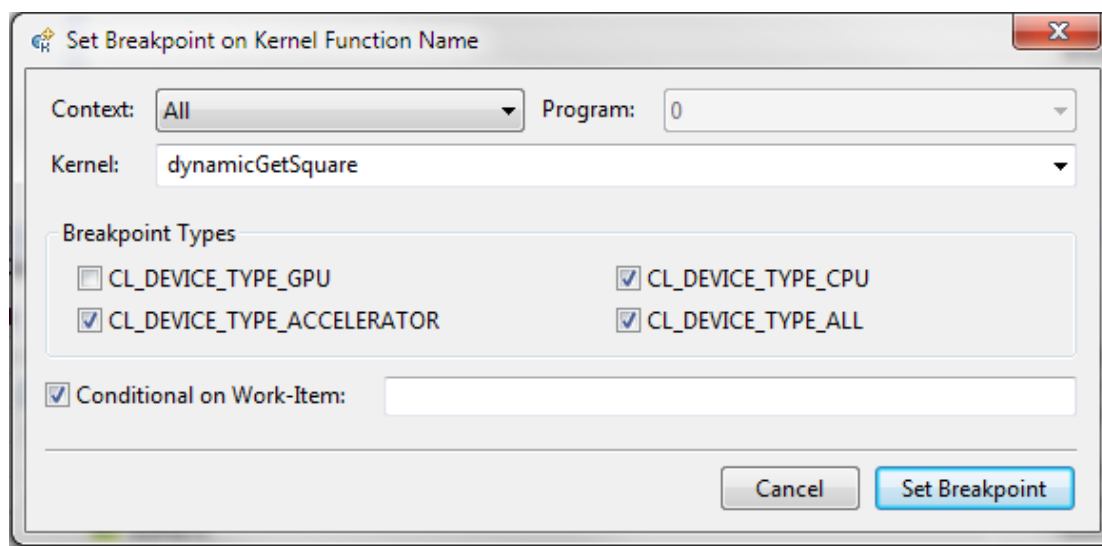 Set Breakpoint on Kernel Function Name
Context: All Program: 0
Kernel: dynamicGetSquare
Breakpoint Types
CL_DEVICE_TYPE_GPU CL_DEVICE_TYPE_CPU
CL_DEVICE_TYPE_ACCELERATOR CL_DEVICE_TYPE_ALL
Conditional on Work-Item:
Cancel Set Breakpoint